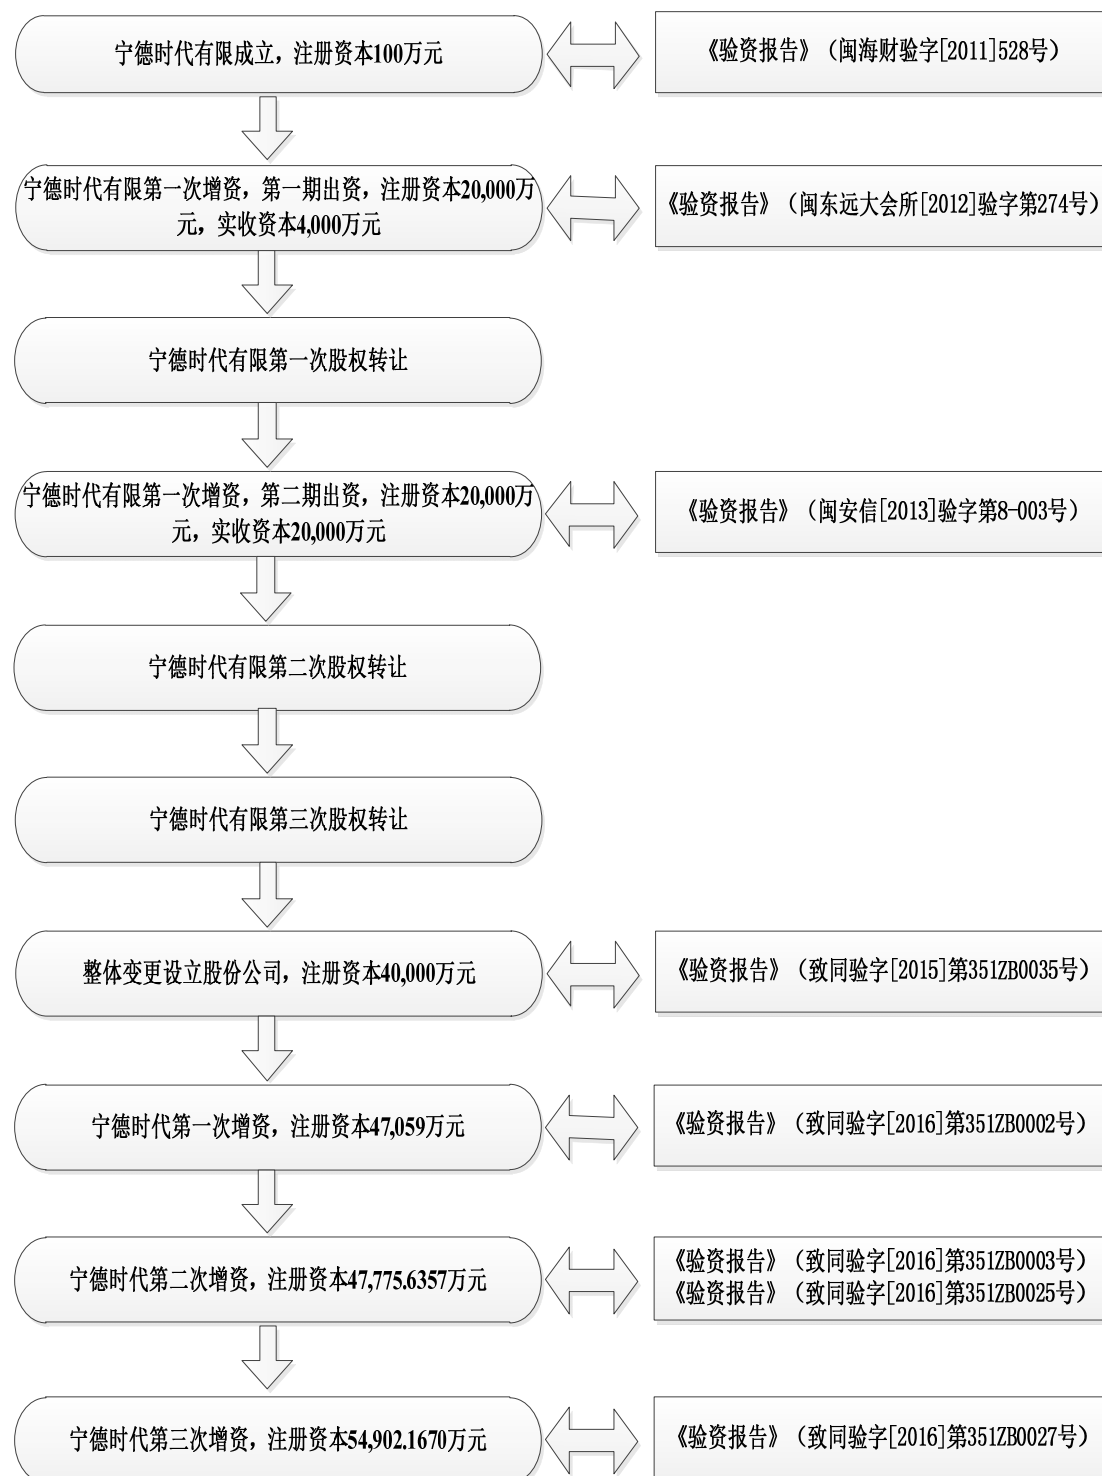 宁德时代有限成立，注册资本100万元
《验资报告》（闽海财验字[2011]528号）
宁德时代有限第一次增资，第一期出资，注册资本20,000万
元，实收资本4,000万元
《验资报告》（闽东远大会所[2012]验字第274号）
宁德时代有限第一次股权转让
宁德时代有限第一次增资，第二期出资，注册资本20,000万
元，实收资本20,000万元
《验资报告》（闽安信[2013]验字第8-003号）
宁德时代有限第二次股权转让
宁德时代有限第三次股权转让
整体变更设立股份公司，注册资本40,000万元
《验资报告》（致同验字[2015]第351ZB0035号）
宁德时代第一次增资，注册资本47,059万元
《验资报告》（致同验字[2016]第351ZB0002号）
宁德时代第二次增资，注册资本47,775.6357万元
《验资报告》（致同验字[2016]第351ZB0003号）
《验资报告》（致同验字[2016]第351ZB0025号）
宁德时代第三次增资，注册资本54,902.1670万元
《验资报告》（致同验字[2016]第351ZB0027号）